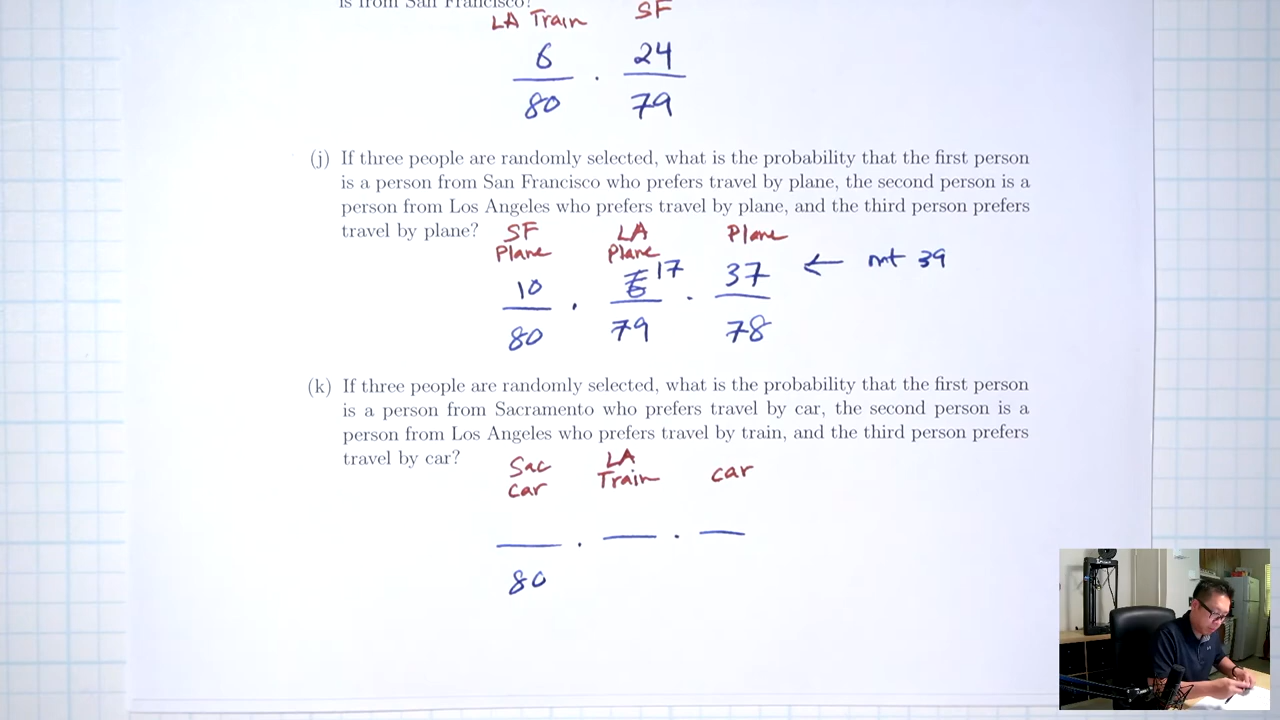 is from San Francisco?
LA Train SF
6 / 80 · 24 / 79
(j) If three people are randomly selected, what is the probability that the first person
is a person from San Francisco who prefers travel by plane, the second person is a
person from Los Angeles who prefers travel by plane, and the third person prefers
travel by plane?
SF Plane LA Plane Plane
10 / 80 · 17 / 79 · 37 / 78 ← not 39
(k) If three people are randomly selected, what is the probability that the first person
is a person from Sacramento who prefers travel by car, the second person is a
person from Los Angeles who prefers travel by train, and the third person prefers
travel by car?
Sac Car LA Train car
80